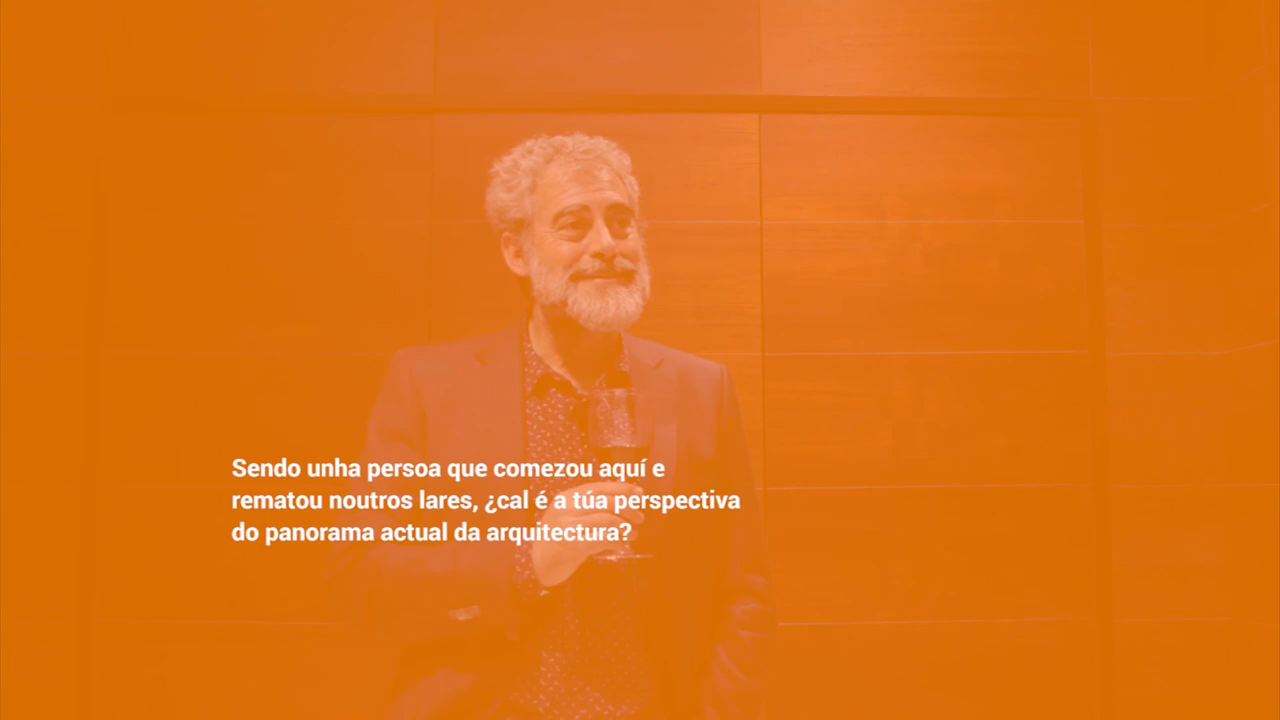 Sendo unha persoa que comezou aquí e
rematou noutros lares, ¿cal é a túa perspectiva
do panorama actual da arquitectura?